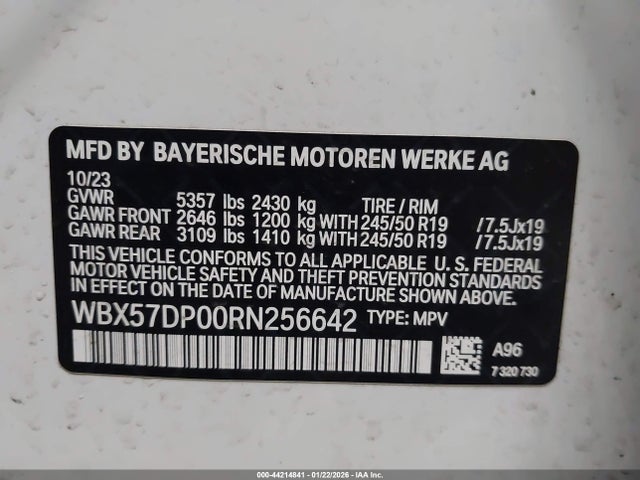 MFD BY BAYERISCHE MOTOREN WERKE AG
10/23
GVWR 5357 lbs 2430 kg TIRE / RIM
GAWR FRONT 2646 lbs 1200 kg WITH 245/50 R19 /7.5Jx19
GAWR REAR 3109 lbs 1410 kg WITH 245/50 R19 /7.5Jx19
THIS VEHICLE CONFORMS TO ALL APPLICABLE U. S. FEDERAL
MOTOR VEHICLE SAFETY AND THEFT PREVENTION STANDARDS
IN EFFECT ON THE DATE OF MANUFACTURE SHOWN ABOVE.
WBX57DP00RN256642 TYPE: MPV
A96
7 320 730
000-44214841 - 01/22/2026 - IAA Inc.